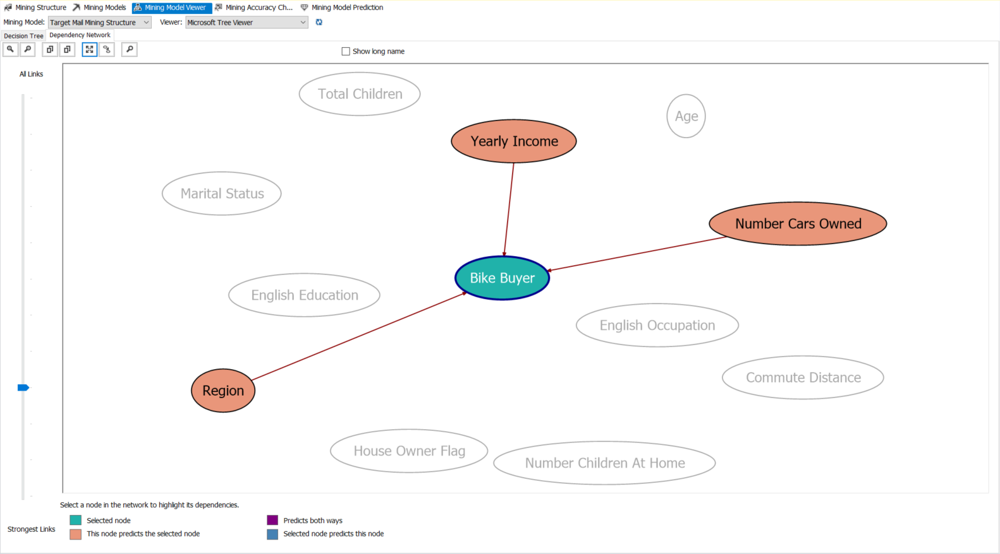 Mining Structure Mining Models Mining Model Viewer Mining Accuracy Ch... Mining Model Prediction
Mining Model: Target Mail Mining Structure Viewer: Microsoft Tree Viewer
Decision Tree Dependency Network
Show long name
All Links
Total Children
Age
Yearly Income
Marital Status
Number Cars Owned
Bike Buyer
English Education
English Occupation
Commute Distance
Region
House Owner Flag
Number Children At Home
Select a node in the network to highlight its dependencies.
Selected node Predicts both ways
Strongest Links
This node predicts the selected node Selected node predicts this node